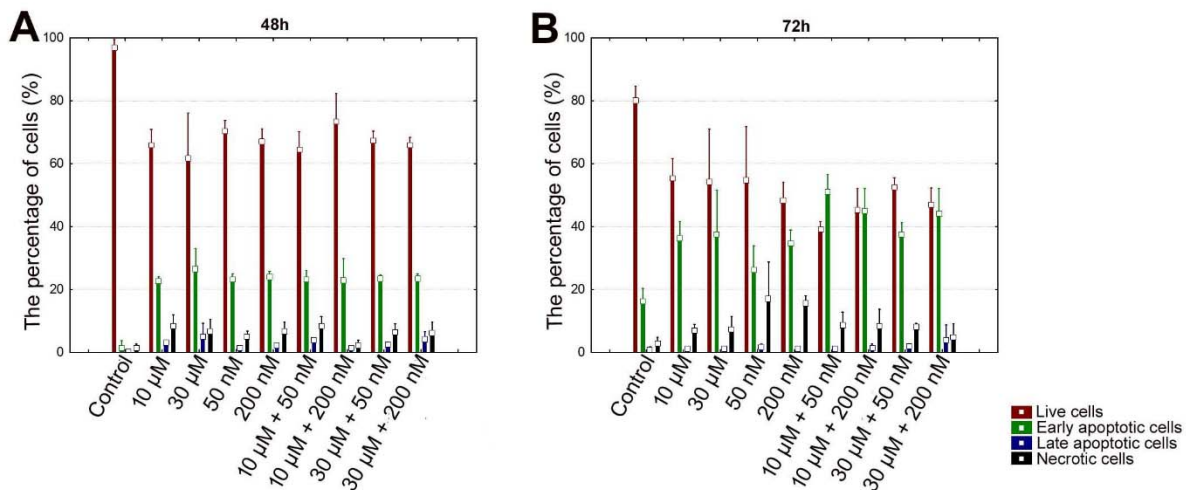 A
48h
The percentage of cells (%)
100
80
60
40
20
0
Control
10 µM
30 µM
50 nM
200 nM
10 µM + 50 nM
10 µM + 200 nM
30 µM + 50 nM
30 µM + 200 nM
B
72h
The percentage of cells (%)
100
80
60
40
20
0
Control
10 µM
30 µM
50 nM
200 nM
10 µM + 50 nM
10 µM + 200 nM
30 µM + 50 nM
30 µM + 200 nM
Live cells
Early apoptotic cells
Late apoptotic cells
Necrotic cells